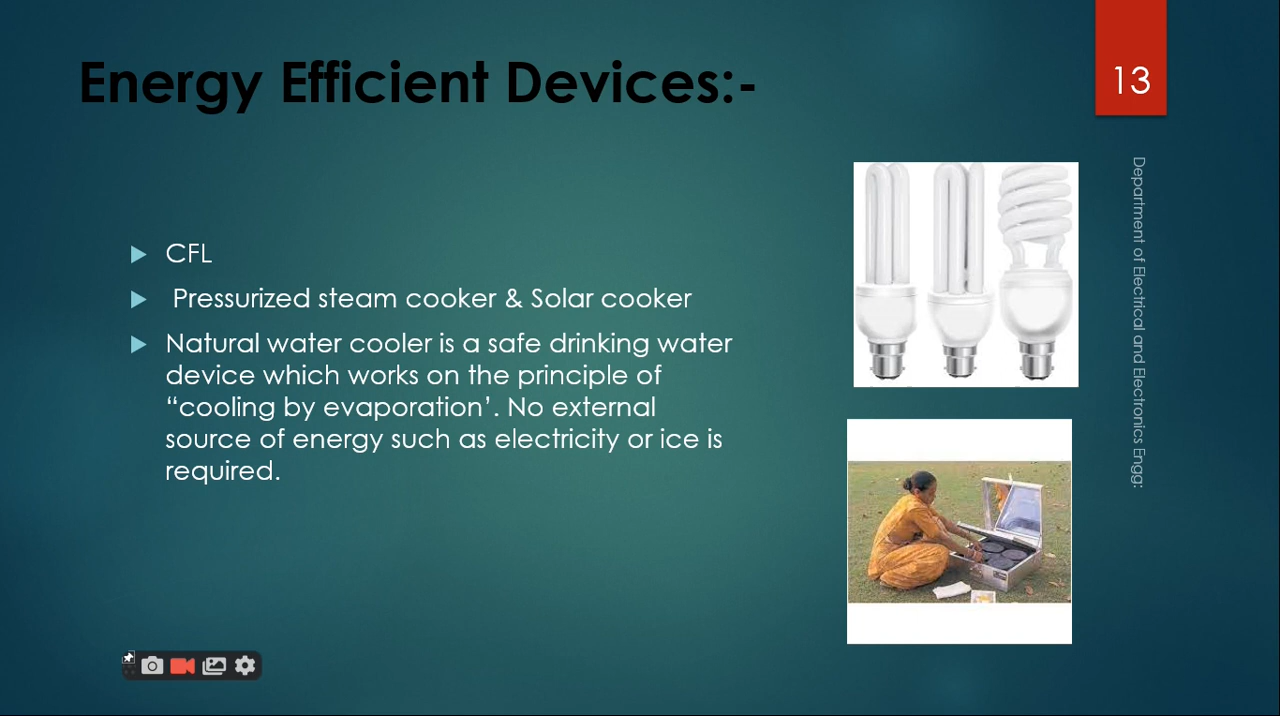 Energy Efficient Devices:-
13
CFL
Pressurized steam cooker & Solar cooker
Natural water cooler is a safe drinking water
device which works on the principle of
“cooling by evaporation’. No external
source of energy such as electricity or ice is
required.
Department of Electrical and Electronics Engg: